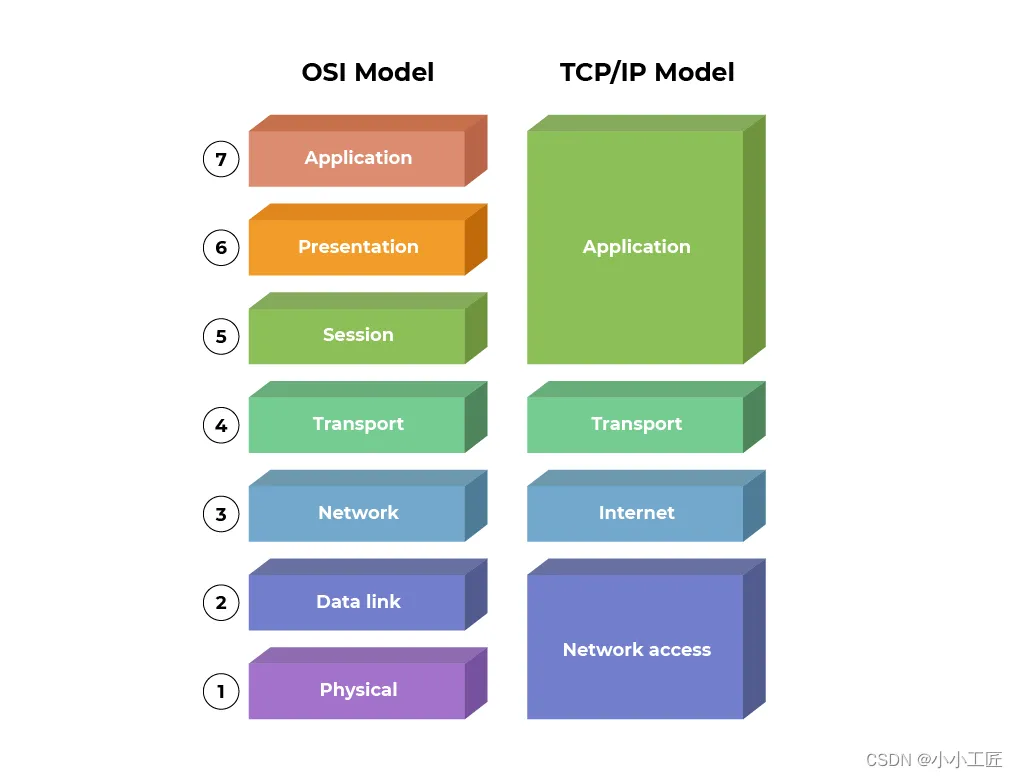 OSI Model
TCP/IP Model
7
Application
6
Presentation
Application
5
Session
4
Transport
Transport
3
Network
Internet
2
Data link
Network access
1
Physical
CSDN @小小工匠